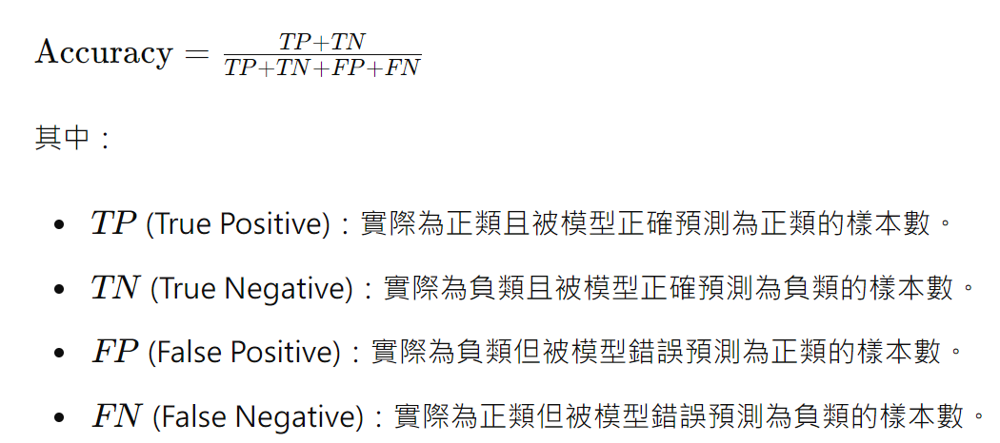 Accuracy = TP+TN / TP+TN+FP+FN
其中：
• TP (True Positive)：實際為正類且被模型正確預測為正類的樣本數。
• TN (True Negative)：實際為負類且被模型正確預測為負類的樣本數。
• FP (False Positive)：實際為負類但被模型錯誤預測為正類的樣本數。
• FN (False Negative)：實際為正類但被模型錯誤預測為負類的樣本數。